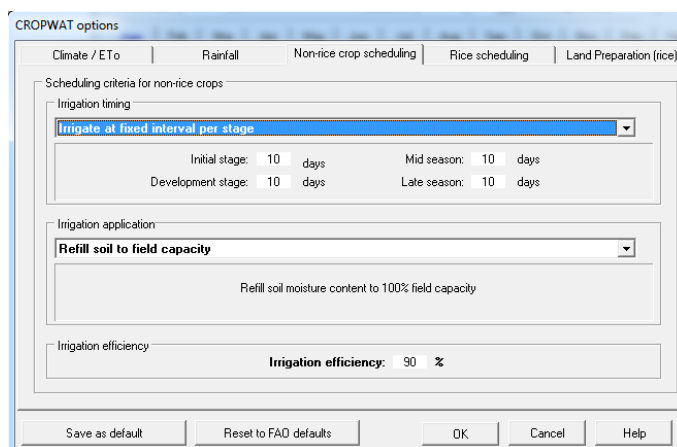 CROPWAT options
Climate / ETo Rainfall Non-rice crop scheduling Rice scheduling Land Preparation (rice)
Scheduling criteria for non-rice crops
Irrigation timing
Irrigate at fixed interval per stage
Initial stage: 10 days Mid season: 10 days
Development stage: 10 days Late season: 10 days
Irrigation application
Refill soil to field capacity
Refill soil moisture content to 100% field capacity
Irrigation efficiency
Irrigation efficiency: 90 %
Save as default Reset to FAO defaults OK Cancel Help